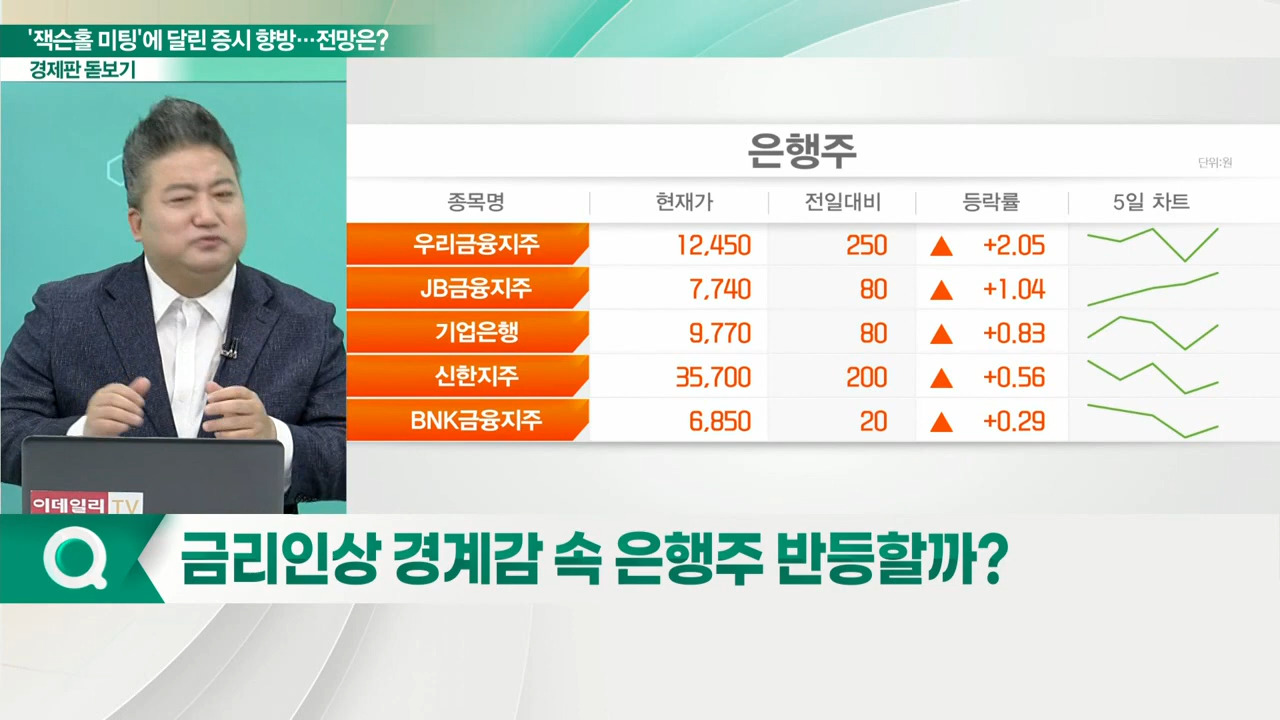 '잭슨홀 미팅'에 달린 증시 향방…전망은?
경제판 돋보기
은행주
단위:원
종목명 현재가 전일대비 등락률 5일 차트
우리금융지주 12,450 250 ▲ +2.05
JB금융지주 7,740 80 ▲ +1.04
기업은행 9,770 80 ▲ +0.83
신한지주 35,700 200 ▲ +0.56
BNK금융지주 6,850 20 ▲ +0.29
이데일리 TV
Q 금리인상 경계감 속 은행주 반등할까?